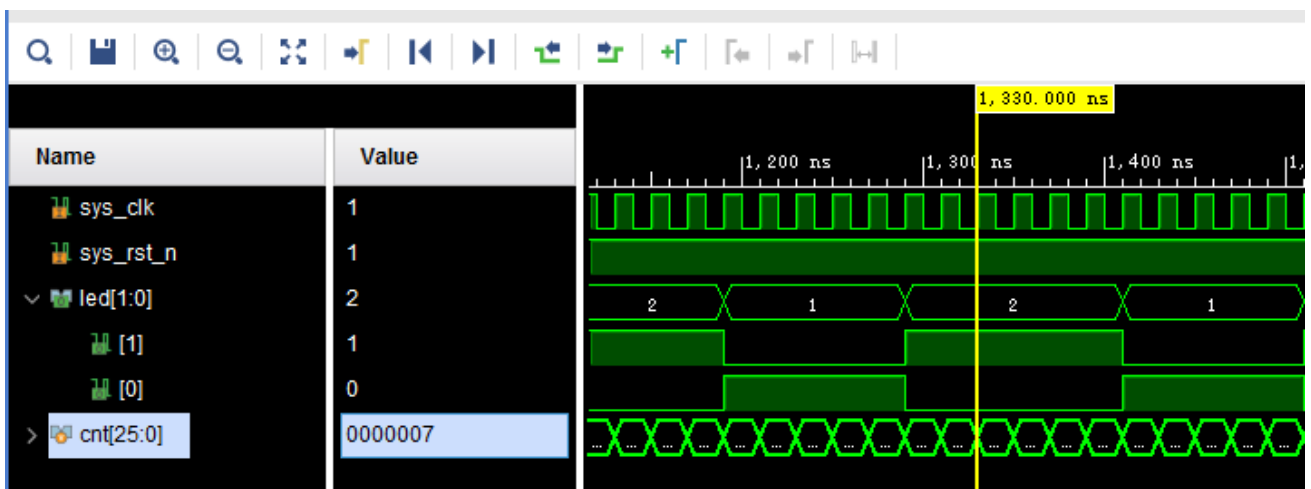 1,330.000 ns
Name Value
1,200 ns 1,300 ns 1,400 ns 1,
sys_clk 1
sys_rst_n 1
led[1:0] 2 2 1 2 1
[1] 1
[0] 0
cnt[25:0] 0000007 ... ... ... ... ... ... ... ... ... ... ... ... ... ... ... ... ... ... ... ...